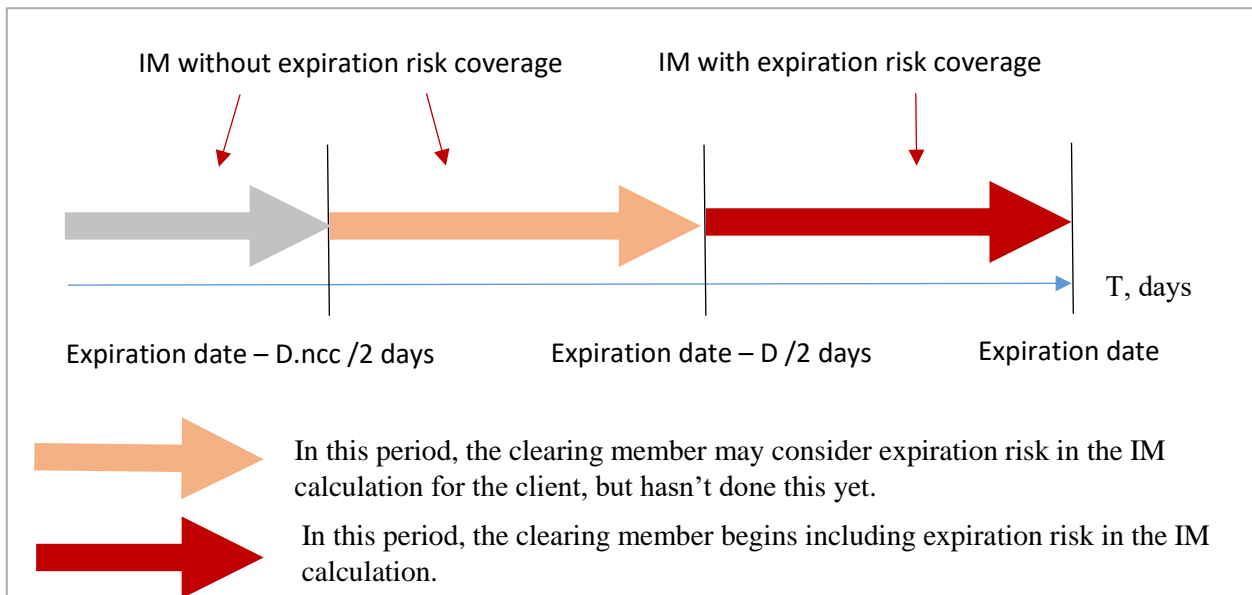 IM without expiration risk coverage
IM with expiration risk coverage
T, days
Expiration date – D.ncc /2 days
Expiration date – D /2 days
Expiration date
In this period, the clearing member may consider expiration risk in the IM
calculation for the client, but hasn’t done this yet.
In this period, the clearing member begins including expiration risk in the IM
calculation.